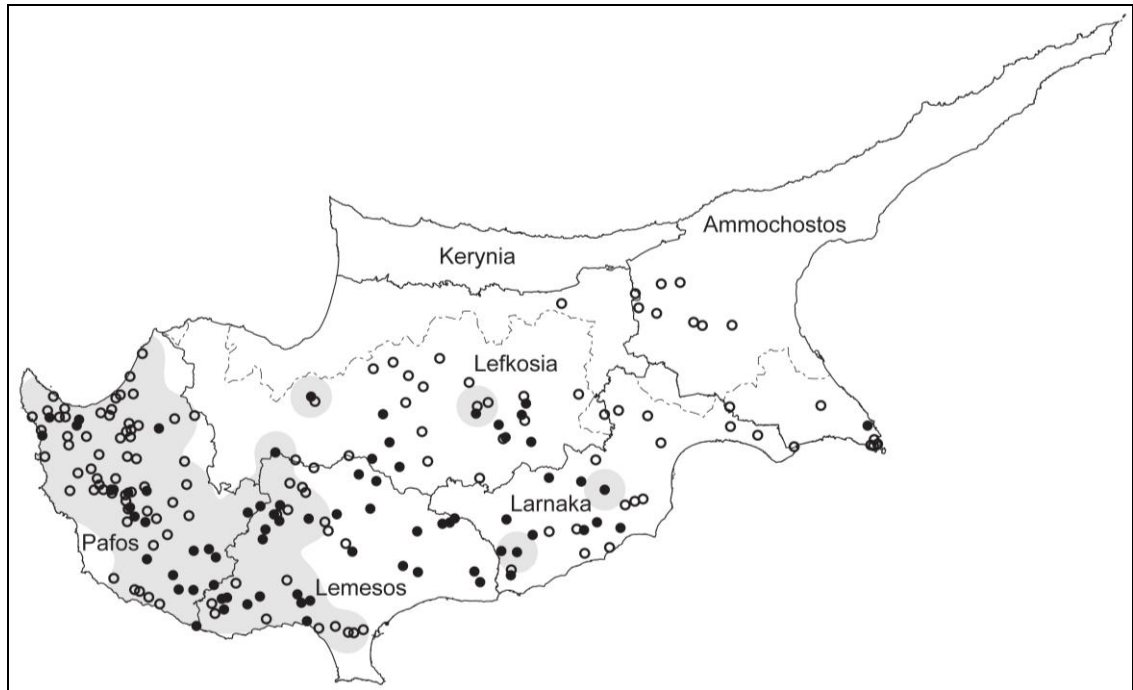 Ammochostos
Kerynia
Lefkosia
Larnaka
Pafos
Lemesos